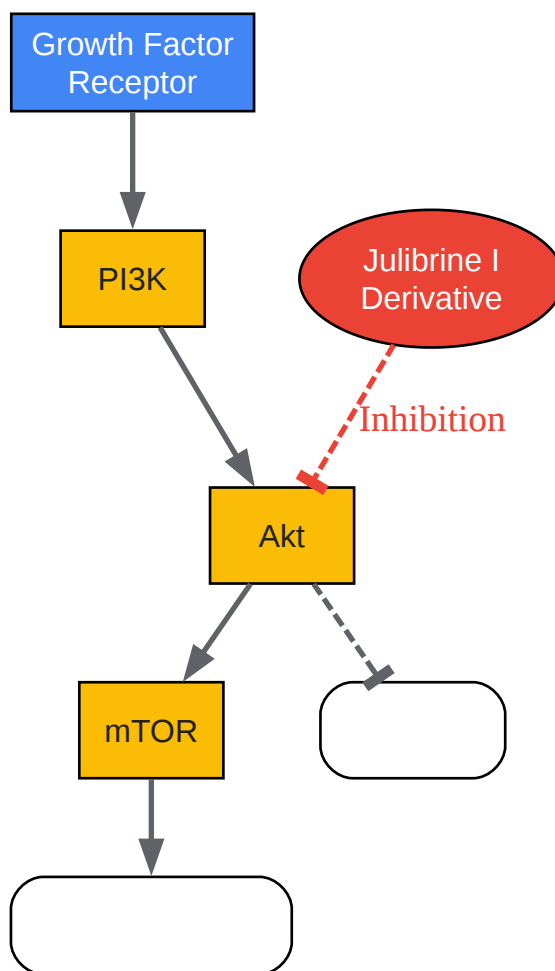 Growth Factor
Receptor
PI3K
Julibrine I
Derivative
Inhibition
Akt
mTOR